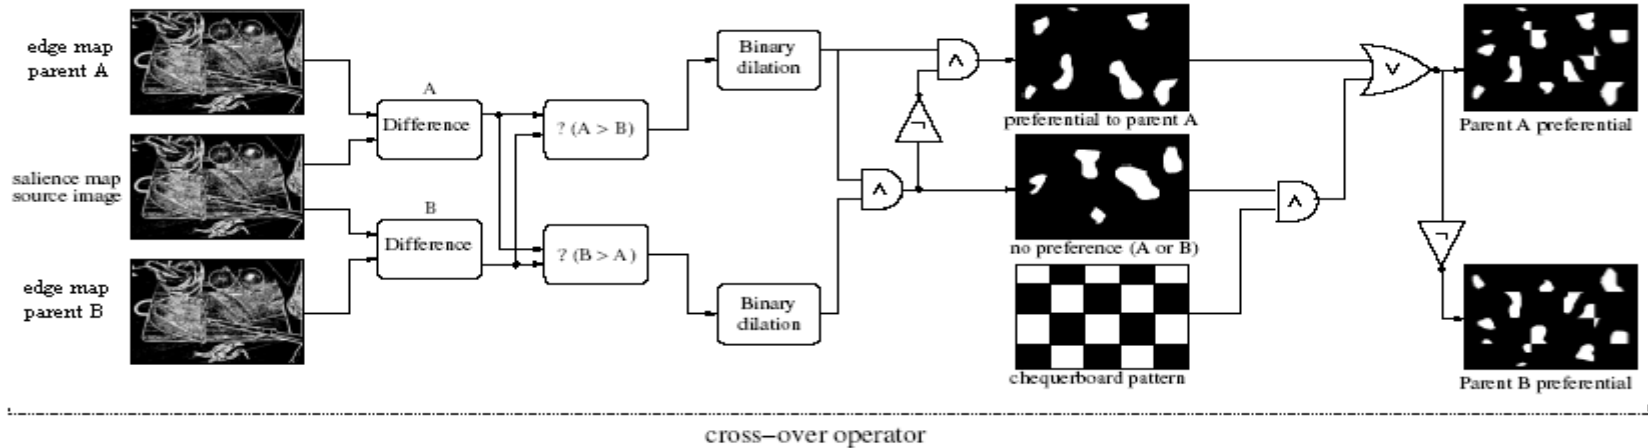 edge map
parent A
salience map
source image
edge map
parent B
A
Difference
B
Difference
? (A > B)
? (B > A)
Binary
dilation
Binary
dilation
^
¬
^
preferential to parent A
no preference (A or B)
chequerboard pattern
v
^
¬
Parent A preferential
Parent B preferential
cross-over operator